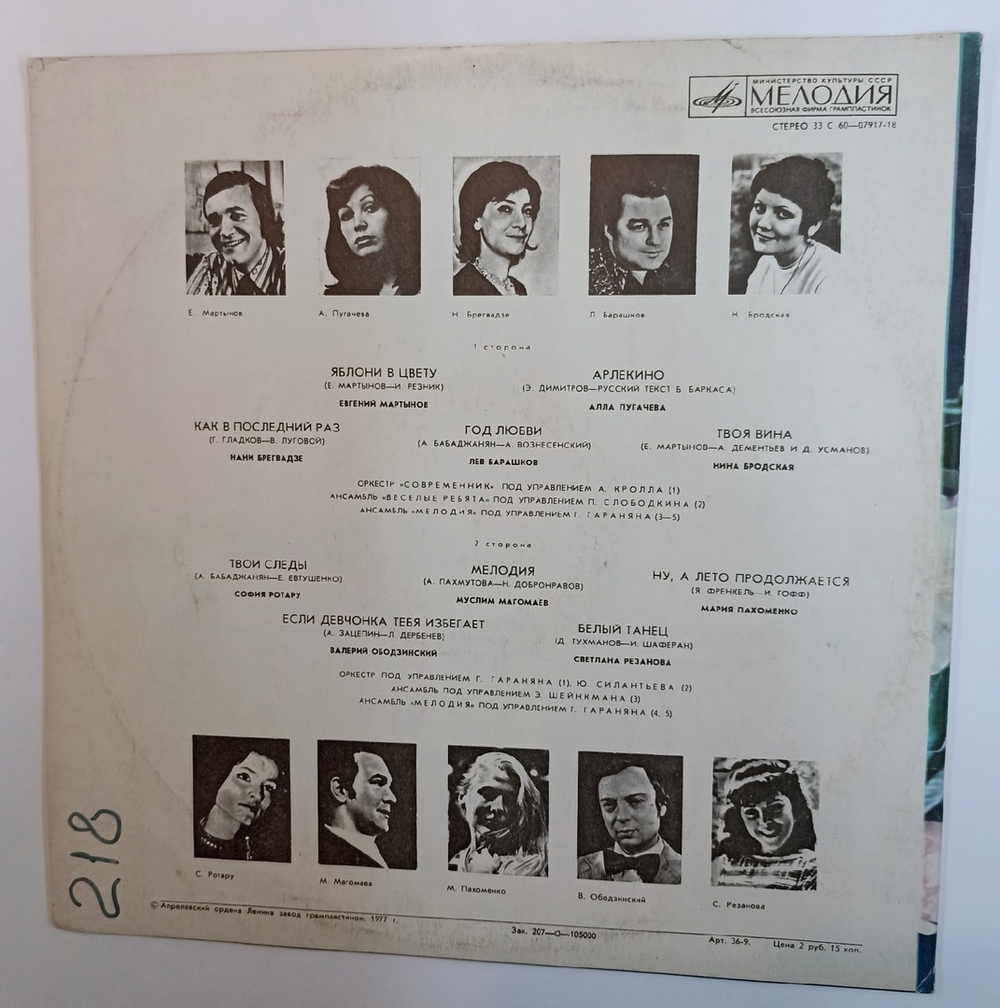 МИНИСТЕРСТВО КУЛЬТУРЫ СССР
МЕЛОДИЯ
ВСЕСОЮЗНАЯ ФИРМА ГРАМПЛАСТИНОК
СТЕРЕО 33 С 60—07917-18
Е. Мартынов А. Пугачева Н. Брегвадзе Л. Барашков Н. Бродская
1 сторона
ЯБЛОНИ В ЦВЕТУ АРЛЕКИНО
(Е. МАРТЫНОВ—И. РЕЗНИК) (Э. ДИМИТРОВ—РУССКИЙ ТЕКСТ Б. БАРКАСА)
ЕВГЕНИЙ МАРТЫНОВ АЛЛА ПУГАЧЕВА
КАК В ПОСЛЕДНИЙ РАЗ ГОД ЛЮБВИ ТВОЯ ВИНА
(Г. ГЛАДКОВ—В. ЛУГОВОЙ) (А. БАБАДЖАНЯН—А. ВОЗНЕСЕНСКИЙ) (Е. МАРТЫНОВ—А. ДЕМЕНТЬЕВ И Д. УСМАНОВ)
НАНИ БРЕГВАДЗЕ ЛЕВ БАРАШКОВ НИНА БРОДСКАЯ
ОРКЕСТР «СОВРЕМЕННИК» ПОД УПРАВЛЕНИЕМ А. КРОЛЛА (1)
АНСАМБЛЬ «ВЕСЕЛЫЕ РЕБЯТА» ПОД УПРАВЛЕНИЕМ П. СЛОБОДКИНА (2)
АНСАМБЛЬ «МЕЛОДИЯ» ПОД УПРАВЛЕНИЕМ Г. ГАРАНЯНА (3—5)
2 сторона
ТВОИ СЛЕДЫ МЕЛОДИЯ НУ, А ЛЕТО ПРОДОЛЖАЕТСЯ
(А. БАБАДЖАНЯН—Е. ЕВТУШЕНКО) (А. ПАХМУТОВА—Н. ДОБРОНРАВОВ) (Я. ФРЕНКЕЛЬ—И. ГОФФ)
СОФИЯ РОТАРУ МУСЛИМ МАГОМАЕВ МАРИЯ ПАХОМЕНКО
ЕСЛИ ДЕВЧОНКА ТЕБЯ ИЗБЕГАЕТ БЕЛЫЙ ТАНЕЦ
(А. ЗАЦЕПИН—Л. ДЕРБЕНЕВ) (Д. ТУХМАНОВ—И. ШАФЕРАН)
ВАЛЕРИЙ ОБОДЗИНСКИЙ СВЕТЛАНА РЕЗАНОВА
ОРКЕСТР ПОД УПРАВЛЕНИЕМ Г. ГАРАНЯНА (1), Ю. СИЛАНТЬЕВА (2)
АНСАМБЛЬ ПОД УПРАВЛЕНИЕМ Э. ШЕЙНКМАНА (3)
АНСАМБЛЬ «МЕЛОДИЯ» ПОД УПРАВЛЕНИЕМ Г. ГАРАНЯНА (4, 5)
С. Ротару М. Магомаев М. Пахоменко В. Ободзинский С. Резанова
218
© Апрелевский ордена Ленина завод грампластинок, 1977 г. Зак. 207—0—105000 Арт. 36-9. Цена 2 руб. 15 коп.